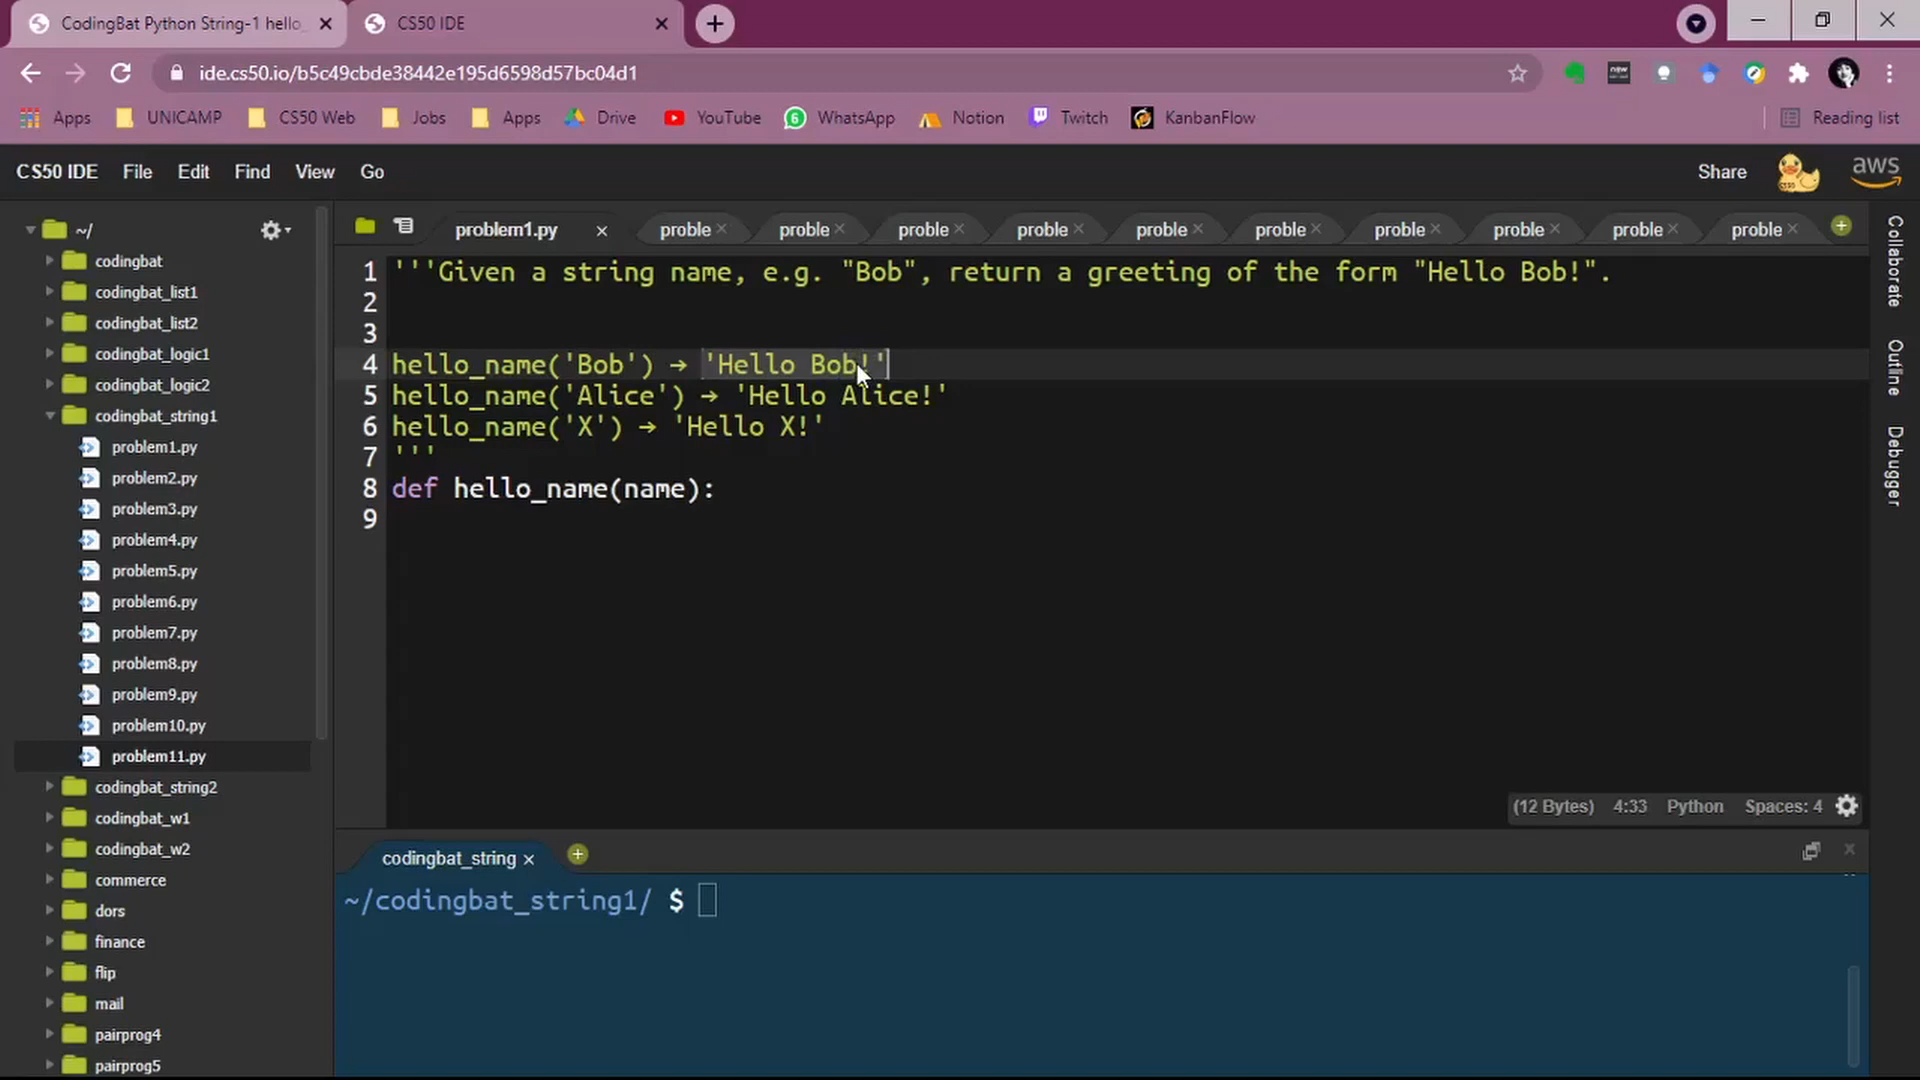 CodingBat Python String-1 hello_
CS50 IDE
ide.cs50.io/b5c49cbde38442e195d6598d57bc04d1
new
Apps
UNICAMP
CS50 Web
Jobs
Apps
Drive
YouTube
6
WhatsApp
Notion
Twitch
KanbanFlow
Reading list
CS50 IDE
File
Edit
Find
View
Go
Share
aws
~/
codingbat
codingbat_list1
codingbat_list2
codingbat_logic1
codingbat_logic2
codingbat_string1
problem1.py
problem2.py
problem3.py
problem4.py
problem5.py
problem6.py
problem7.py
problem8.py
problem9.py
problem10.py
problem11.py
codingbat_string2
codingbat_w1
codingbat_w2
commerce
dors
finance
flip
mail
pairprog4
pairprog5
problem1.py
proble
proble
proble
proble
proble
proble
proble
proble
proble
proble
1 '''Given a string name, e.g. "Bob", return a greeting of the form "Hello Bob!".
2
3
4 hello_name('Bob') → 'Hello Bob!'
5 hello_name('Alice') → 'Hello Alice!'
6 hello_name('X') → 'Hello X!'
7 '''
8 def hello_name(name):
9
(12 Bytes) 4:33 Python Spaces: 4
codingbat_string
~/codingbat_string1/ $
Collaborate
Outline
Debugger